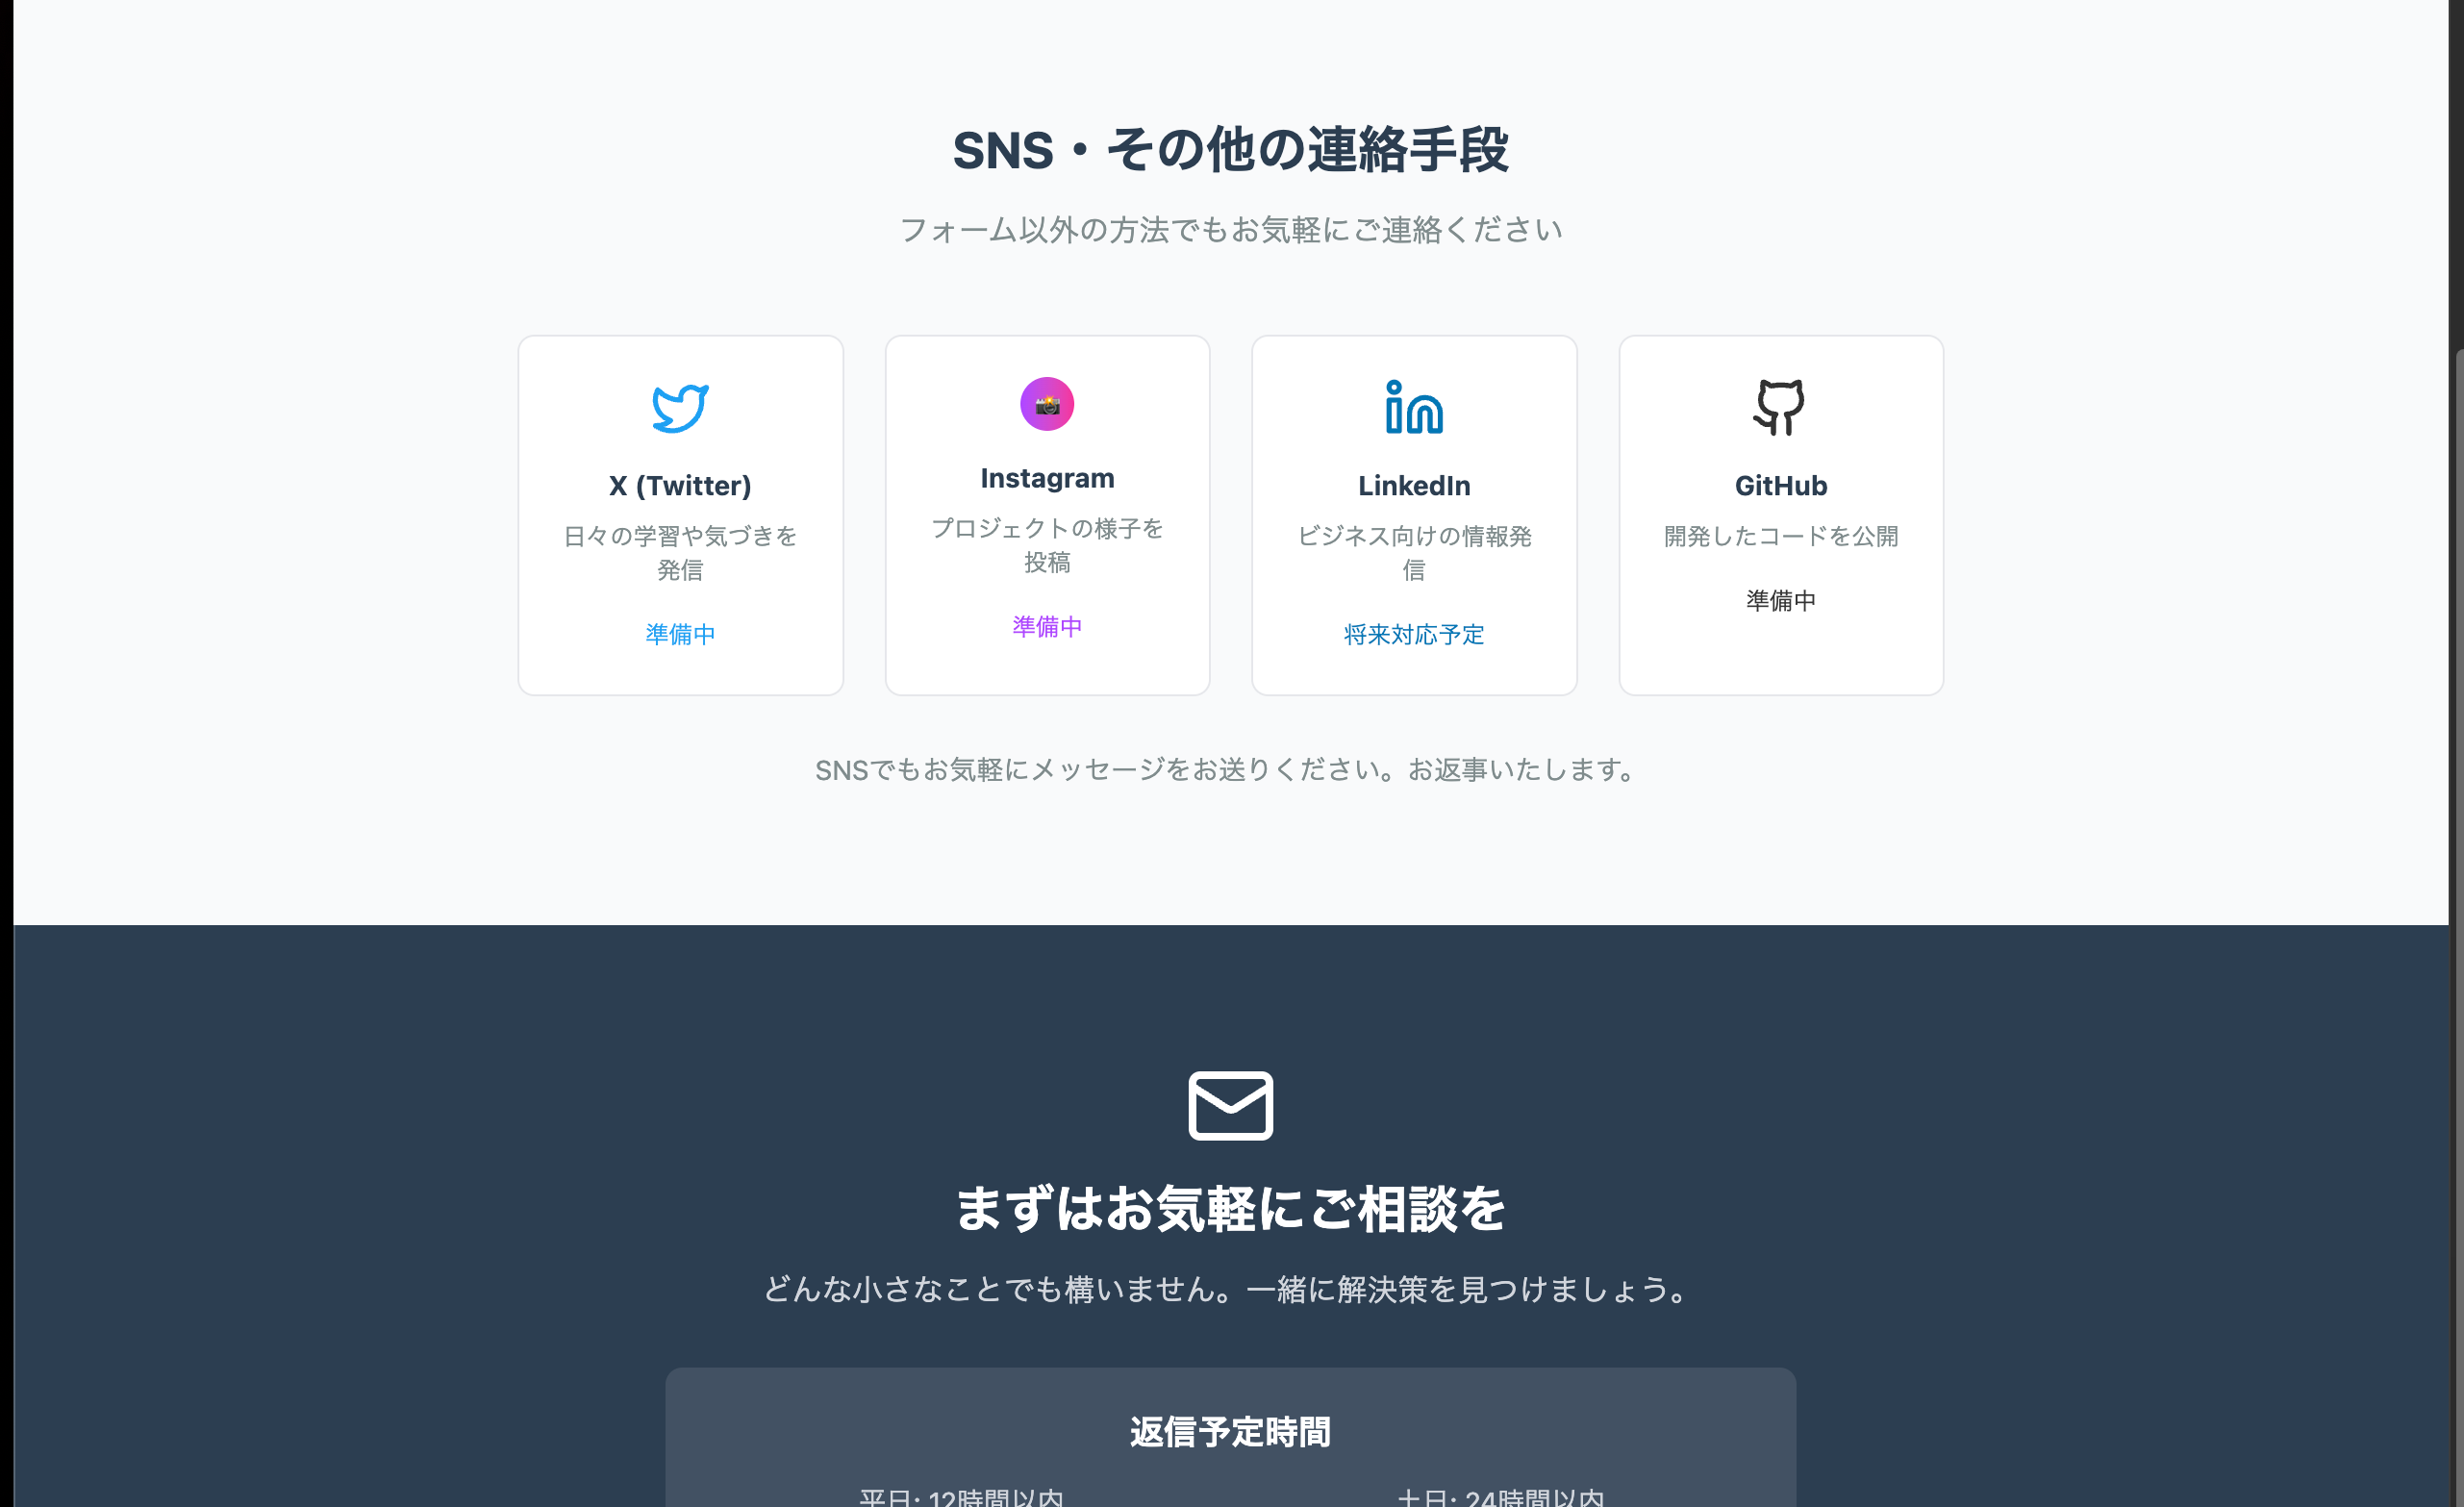 SNS・その他の連絡手段
フォーム以外の方法でもお気軽にご連絡ください
X (Twitter)
日々の学習や気づきを
発信
準備中
Instagram
プロジェクトの様子を
投稿
準備中
LinkedIn
ビジネス向けの情報発
信
将来対応予定
GitHub
開発したコードを公開
準備中
SNSでもお気軽にメッセージをお送りください。お返事いたします。
まずはお気軽にご相談を
どんな小さなことでも構いません。一緒に解決策を見つけましょう。
返信予定時間
平日: 12時間以内
土日: 24時間以内